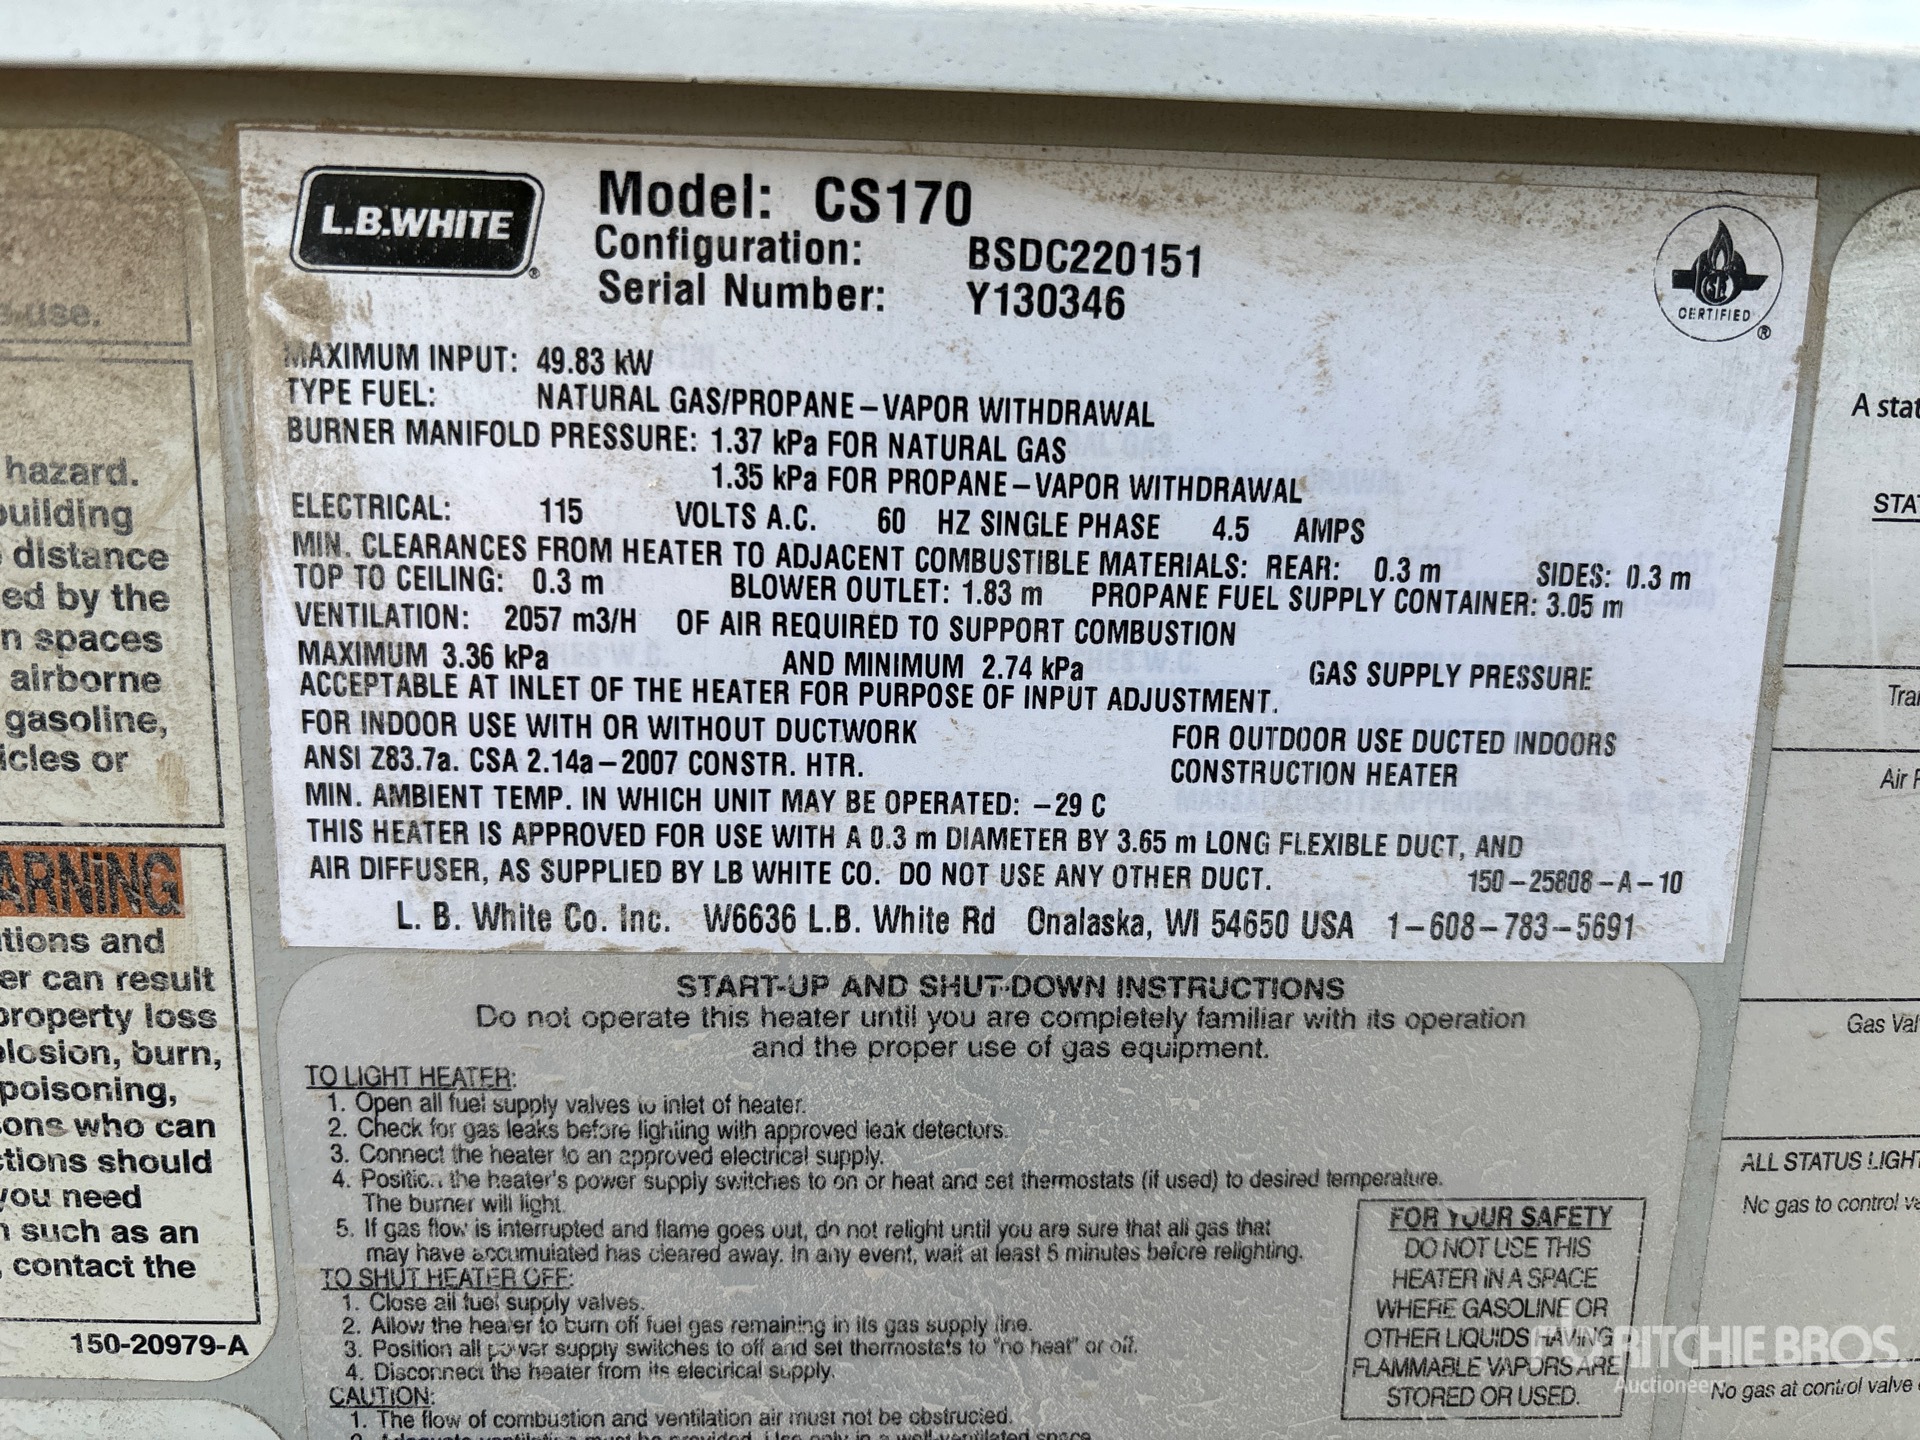 L.B.WHITE®
Model: CS170
Configuration: BSDC220151
Serial Number: Y130346
CERTIFIED ®
MAXIMUM INPUT: 49.83 kW
TYPE FUEL: NATURAL GAS/PROPANE–VAPOR WITHDRAWAL
BURNER MANIFOLD PRESSURE: 1.37 kPa FOR NATURAL GAS
1.35 kPa FOR PROPANE–VAPOR WITHDRAWAL
ELECTRICAL: 115 VOLTS A.C. 60 HZ SINGLE PHASE 4.5 AMPS
MIN. CLEARANCES FROM HEATER TO ADJACENT COMBUSTIBLE MATERIALS: REAR: 0.3 m SIDES: 0.3 m
TOP TO CEILING: 0.3 m BLOWER OUTLET: 1.83 m PROPANE FUEL SUPPLY CONTAINER: 3.05 m
VENTILATION: 2057 m3/H OF AIR REQUIRED TO SUPPORT COMBUSTION
MAXIMUM 3.36 kPa AND MINIMUM 2.74 kPa GAS SUPPLY PRESSURE
ACCEPTABLE AT INLET OF THE HEATER FOR PURPOSE OF INPUT ADJUSTMENT.
FOR INDOOR USE WITH OR WITHOUT DUCTWORK FOR OUTDOOR USE DUCTED INDOORS
ANSI Z83.7a. CSA 2.14a–2007 CONSTR. HTR. CONSTRUCTION HEATER
MIN. AMBIENT TEMP. IN WHICH UNIT MAY BE OPERATED: –29 C
THIS HEATER IS APPROVED FOR USE WITH A 0.3 m DIAMETER BY 3.65 m LONG FLEXIBLE DUCT, AND
AIR DIFFUSER, AS SUPPLIED BY LB WHITE CO. DO NOT USE ANY OTHER DUCT. 150–25808–A–10
L. B. White Co. Inc. W6636 L.B. White Rd Onalaska, WI 54650 USA 1–608–783–5691
START-UP AND SHUT-DOWN INSTRUCTIONS
Do not operate this heater until you are completely familiar with its operation
and the proper use of gas equipment.
TO LIGHT HEATER:
1. Open all fuel supply valves to inlet of heater.
2. Check for gas leaks before lighting with approved leak detectors.
3. Connect the heater to an approved electrical supply.
4. Position the heater's power supply switches to on or heat and set thermostats (if used) to desired temperature.
The burner will light.
5. If gas flow is interrupted and flame goes out, do not relight until you are sure that all gas that
may have accumulated has cleared away. In any event, wait at least 5 minutes before relighting.
TO SHUT HEATER OFF:
1. Close all fuel supply valves.
2. Allow the heater to burn off fuel gas remaining in its gas supply line.
3. Position all power supply switches to off and set thermostats to "no heat" or off.
4. Disconnect the heater from its electrical supply.
CAUTION:
1. The flow of combustion and ventilation air must not be obstructed.
2. Adequate ventilation must be provided. Use only in a well-ventilated space
FOR YOUR SAFETY
DO NOT USE THIS
HEATER IN A SPACE
WHERE GASOLINE OR
OTHER LIQUIDS HAVING
FLAMMABLE VAPORS ARE
STORED OR USED.
use.
hazard.
building
distance
ed by the
n spaces
airborne
gasoline,
icles or
ARNING
tions and
er can result
property loss
plosion, burn,
poisoning,
ons who can
ctions should
you need
n such as an
, contact the
150-20979-A
A stat
STA
Tra
Air
Gas Val
ALL STATUS LIGHT
No gas to control va
No gas at control valve
RITCHIE BROS.
Auctioneers